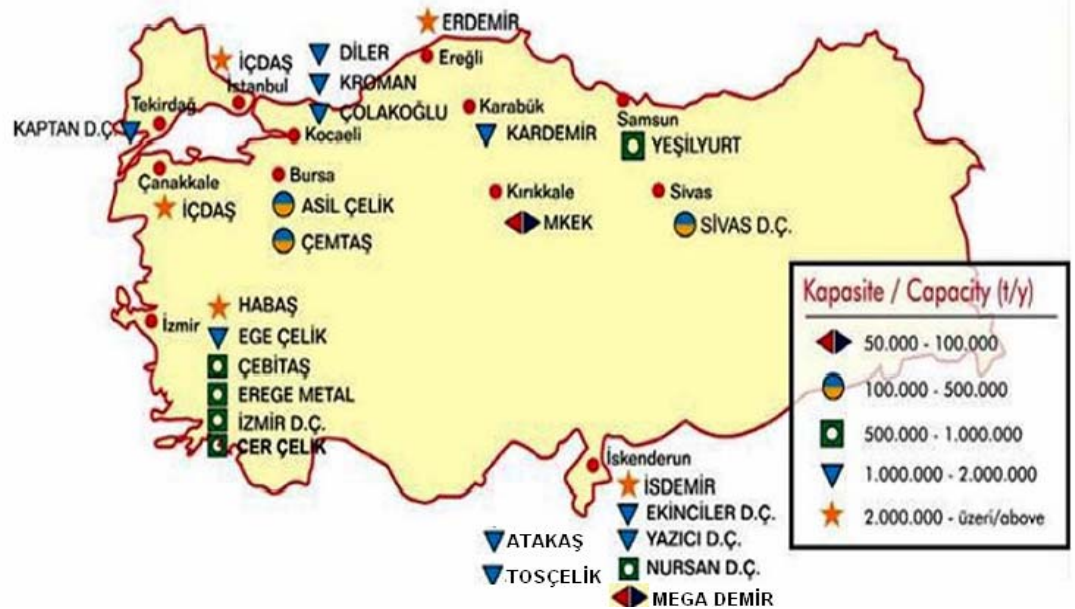 ERDEMİR
Ereğli
İÇDAŞ
İstanbul
DİLER
KROMAN
ÇOLAKOĞLU
Kocaeli
Tekirdağ
KAPTAN D.Ç.
Karabük
KARDEMİR
Samsun
YEŞİLYURT
Çanakkale
İÇDAŞ
Bursa
ASİL ÇELİK
ÇEMTAŞ
Kırıkkale
MKEK
Sivas
SİVAS D.Ç.
İzmir
HABAŞ
EGE ÇELİK
ÇEBİTAŞ
EREGE METAL
İZMİR D.Ç.
CER ÇELİK
İskenderun
İSDEMİR
EKİNCİLER D.Ç.
YAZICI D.Ç.
NURSAN D.Ç.
MEGA DEMİR
ATAKAŞ
TOSÇELİK
Kapasite / Capacity (t/y)
50.000 - 100.000
100.000 - 500.000
500.000 - 1.000.000
1.000.000 - 2.000.000
2.000.000 - üzeri/above